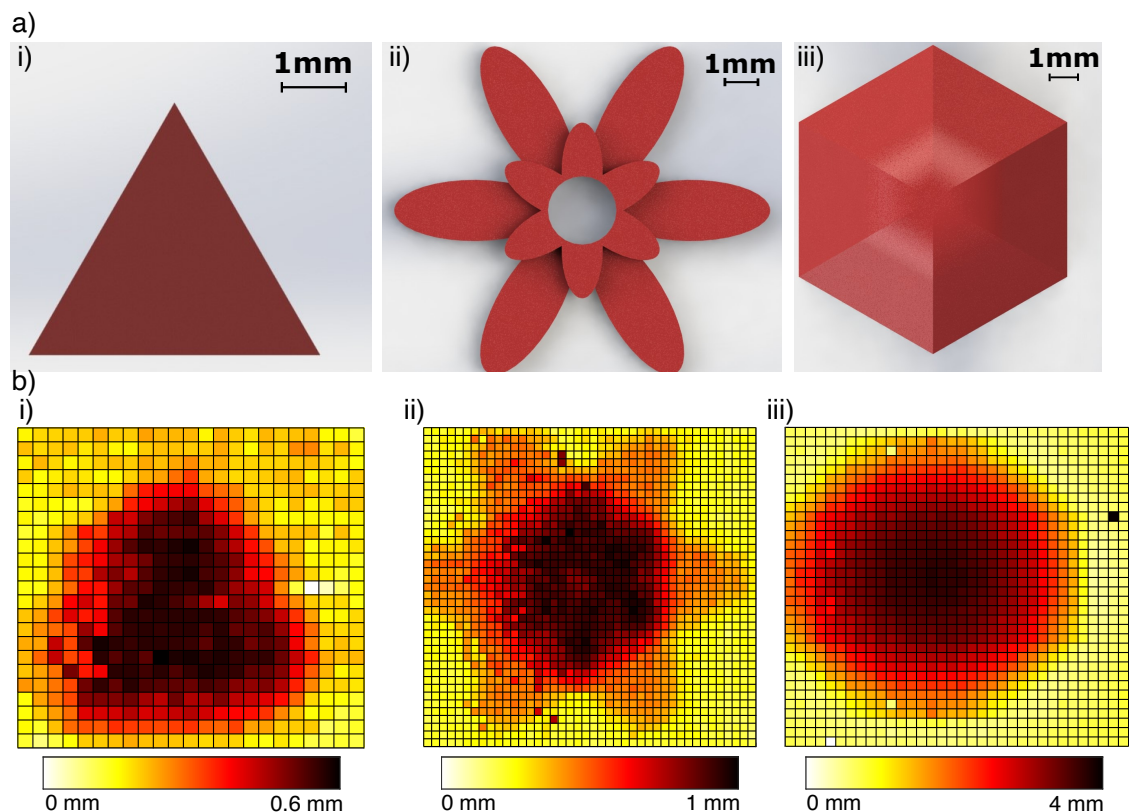 a)
i) 1mm
ii) 1mm
iii) 1mm
b)
i)
ii)
iii)
0 mm 0.6 mm
0 mm 1 mm
0 mm 4 mm